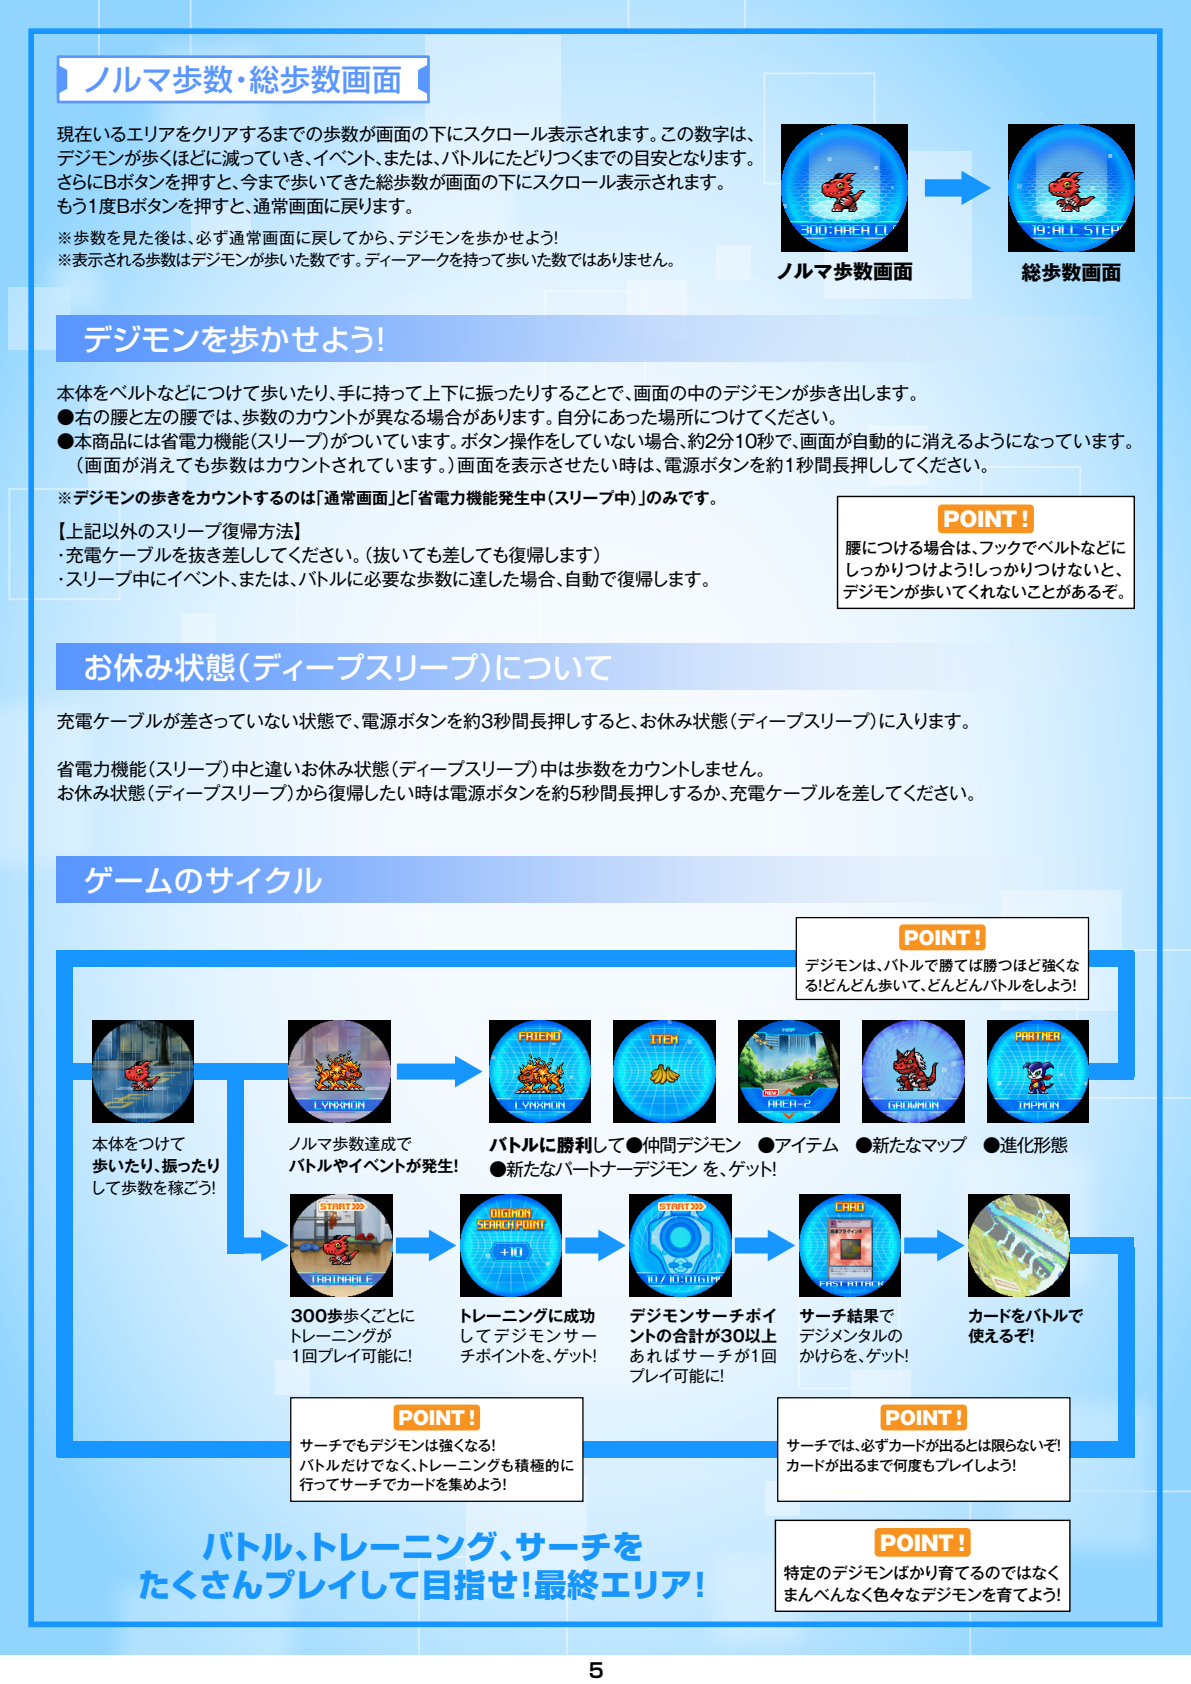 ノルマ歩数・総歩数画面
現在いるエリアをクリアするまでの歩数が画面の下にスクロール表示されます。この数字は、
デジモンが歩くほどに減っていき、イベント、または、バトルにたどりつくまでの目安となります。
さらにBボタンを押すと、今まで歩いてきた総歩数が画面の下にスクロール表示されます。
もう1度Bボタンを押すと、通常画面に戻ります。
※歩数を見た後は、必ず通常画面に戻してから、デジモンを歩かせよう!
※表示される歩数はデジモンが歩いた数です。ディーアークを持って歩いた数ではありません。
300:AREA CL
19:ALL STEP
ノルマ歩数画面
総歩数画面
デジモンを歩かせよう!
本体をベルトなどにつけて歩いたり、手に持って上下に振ったりすることで、画面の中のデジモンが歩き出します。
●右の腰と左の腰では、歩数のカウントが異なる場合があります。自分にあった場所につけてください。
●本商品には省電力機能(スリープ)がついています。ボタン操作をしていない場合、約2分10秒で、画面が自動的に消えるようになっています。
(画面が消えても歩数はカウントされています。)画面を表示させたい時は、電源ボタンを約1秒間長押ししてください。
※デジモンの歩きをカウントするのは「通常画面」と「省電力機能発生中(スリープ中)」のみです。
【上記以外のスリープ復帰方法】
・充電ケーブルを抜き差ししてください。(抜いても差しても復帰します)
・スリープ中にイベント、または、バトルに必要な歩数に達した場合、自動で復帰します。
POINT!
腰につける場合は、フックでベルトなどに
しっかりつけよう!しっかりつけないと、
デジモンが歩いてくれないことがあるぞ。
お休み状態(ディープスリープ)について
充電ケーブルが差さっていない状態で、電源ボタンを約3秒間長押しすると、お休み状態(ディープスリープ)に入ります。
省電力機能(スリープ)中と違いお休み状態(ディープスリープ)中は歩数をカウントしません。
お休み状態(ディープスリープ)から復帰したい時は電源ボタンを約5秒間長押しするか、充電ケーブルを差してください。
ゲームのサイクル
POINT!
デジモンは、バトルで勝てば勝つほど強くな
る!どんどん歩いて、どんどんバトルをしよう!
LYNXMON
FRIEND
LYNXMON
ITEM
MAP
NEW
AREA-2
GROWMON
PARTNER
IMPMON
本体をつけて
歩いたり、振ったり
して歩数を稼ごう!
ノルマ歩数達成で
バトルやイベントが発生!
バトルに勝利して●仲間デジモン ●アイテム ●新たなマップ ●進化形態
●新たなパートナーデジモン を、ゲット!
START
TRAINABLE
DIGIMON
SEARCH POINT
+10
START
10/10:DIGIM
CARD
FAST ATTACK
300歩歩くごとに
トレーニングが
1回プレイ可能に!
トレーニングに成功
してデジモンサー
チポイントを、ゲット!
デジモンサーチポイ
ントの合計が30以上
あればサーチが1回
プレイ可能に!
サーチ結果で
デジメンタルの
かけらを、ゲット!
カードをバトルで
使えるぞ!
POINT!
サーチでもデジモンは強くなる!
バトルだけでなく、トレーニングも積極的に
行ってサーチでカードを集めよう!
POINT!
サーチでは、必ずカードが出るとは限らないぞ!
カードが出るまで何度もプレイしよう!
バトル、トレーニング、サーチを
たくさんプレイして目指せ!最終エリア!
POINT!
特定のデジモンばかり育てるのではなく
まんべんなく色々なデジモンを育てよう!
5